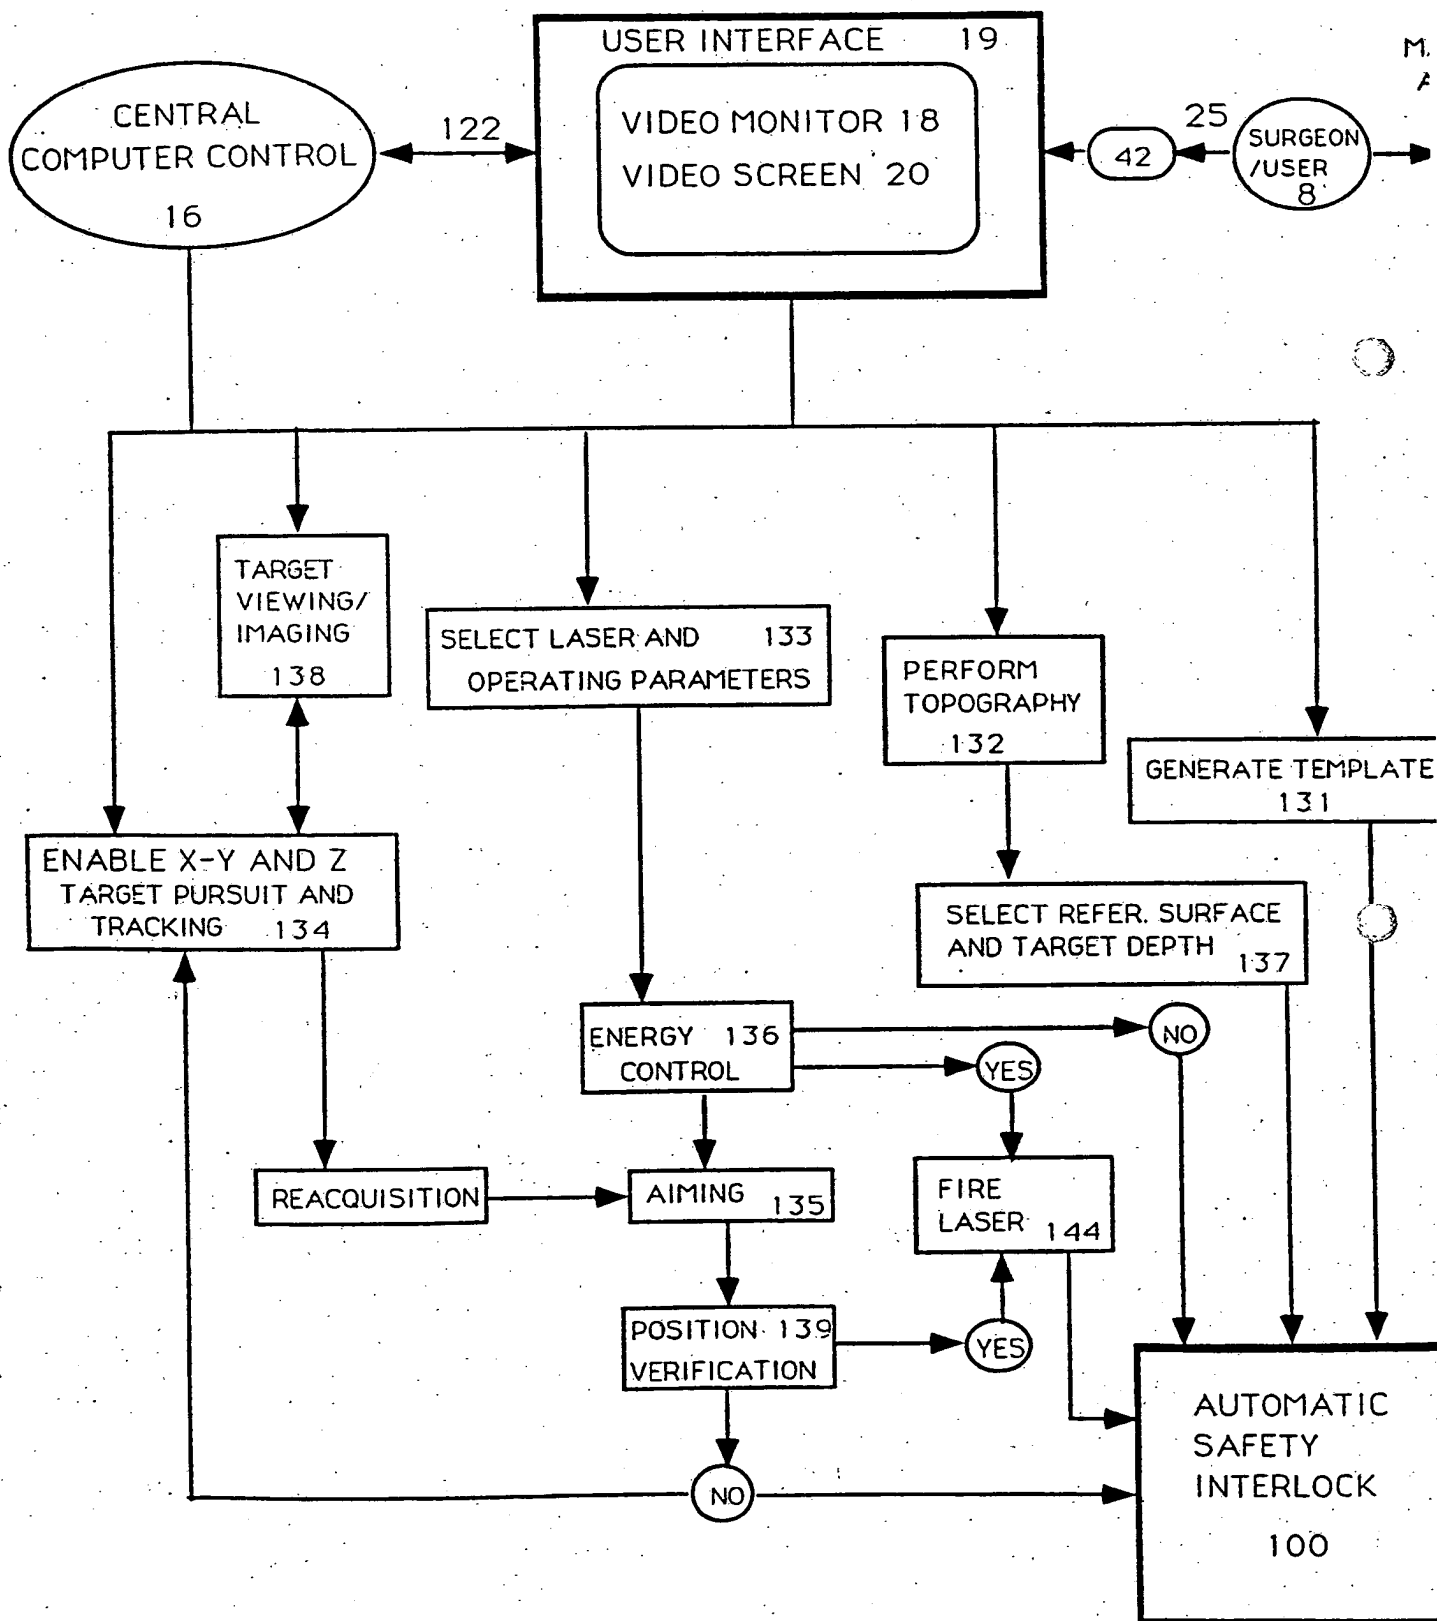 USER INTERFACE 19
M.
CENTRAL
COMPUTER CONTROL
16
122
VIDEO MONITOR 18
VIDEO SCREEN 20
42
25
SURGEON
/USER
8
TARGET
VIEWING/
IMAGING
138
SELECT LASER AND 133
OPERATING PARAMETERS
PERFORM
TOPOGRAPHY
132
GENERATE TEMPLATE
131
ENABLE X-Y AND Z
TARGET PURSUIT AND
TRACKING 134
SELECT REFER. SURFACE
AND TARGET DEPTH 137
ENERGY 136
CONTROL
NO
YES
REACQUISITION
AIMING 135
FIRE
LASER 144
POSITION 139
VERIFICATION
YES
NO
AUTOMATIC
SAFETY
INTERLOCK
100